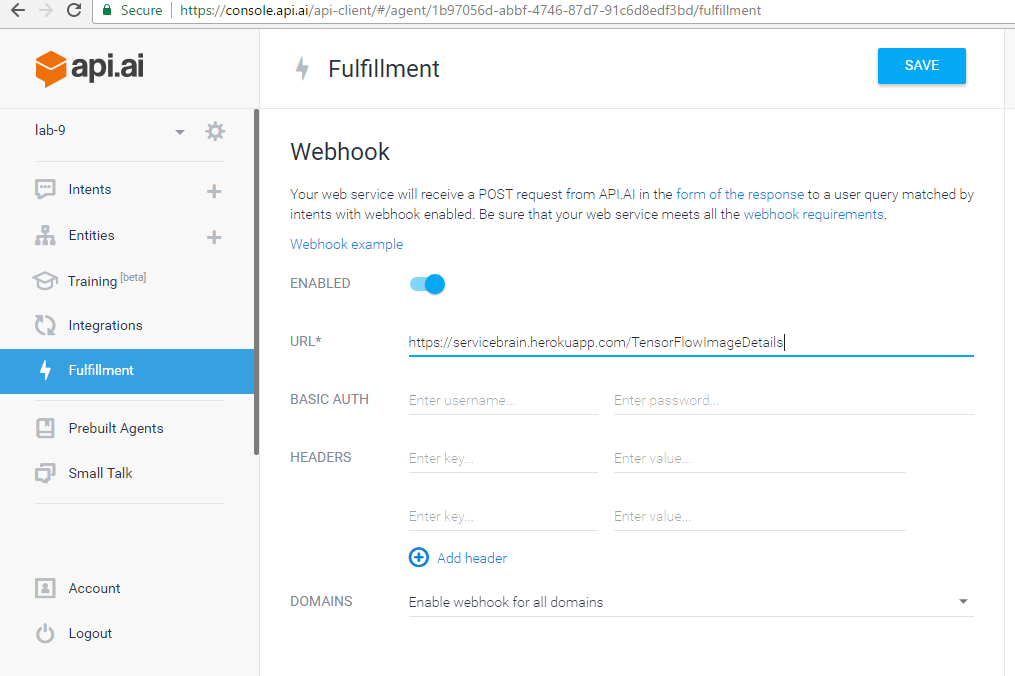 Secure https://console.api.ai/api-client/#/agent/1b97056d-abbf-4746-87d7-91c6d8edf3bd/fulfillment
api.ai
Fulfillment
SAVE
lab-9
Intents
Entities
Training [beta]
Integrations
Fulfillment
Prebuilt Agents
Small Talk
Account
Logout
Webhook
Your web service will receive a POST request from API.AI in the form of the response to a user query matched by
intents with webhook enabled. Be sure that your web service meets all the webhook requirements.
Webhook example
ENABLED
URL* https://servicebrain.herokuapp.com/TensorFlowImageDetails
BASIC AUTH Enter username... Enter password...
HEADERS Enter key... Enter value...
Enter key... Enter value...
Add header
DOMAINS Enable webhook for all domains